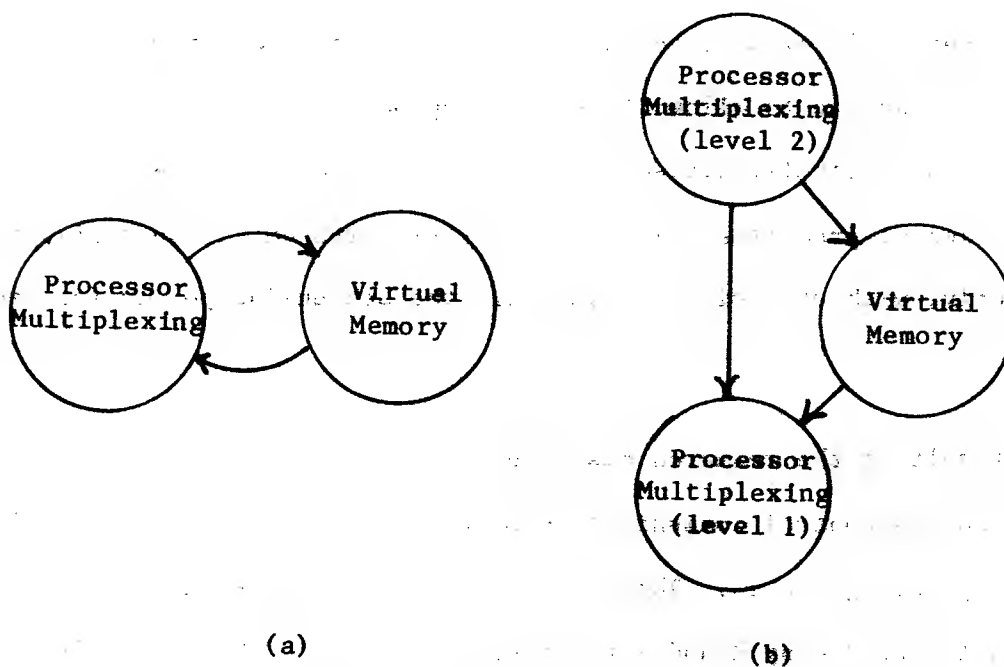 Processor
Multiplexing
Virtual
Memory
(a)
Processor
Multiplexing
(level 2)
Virtual
Memory
Processor
Multiplexing
(level 1)
(b)